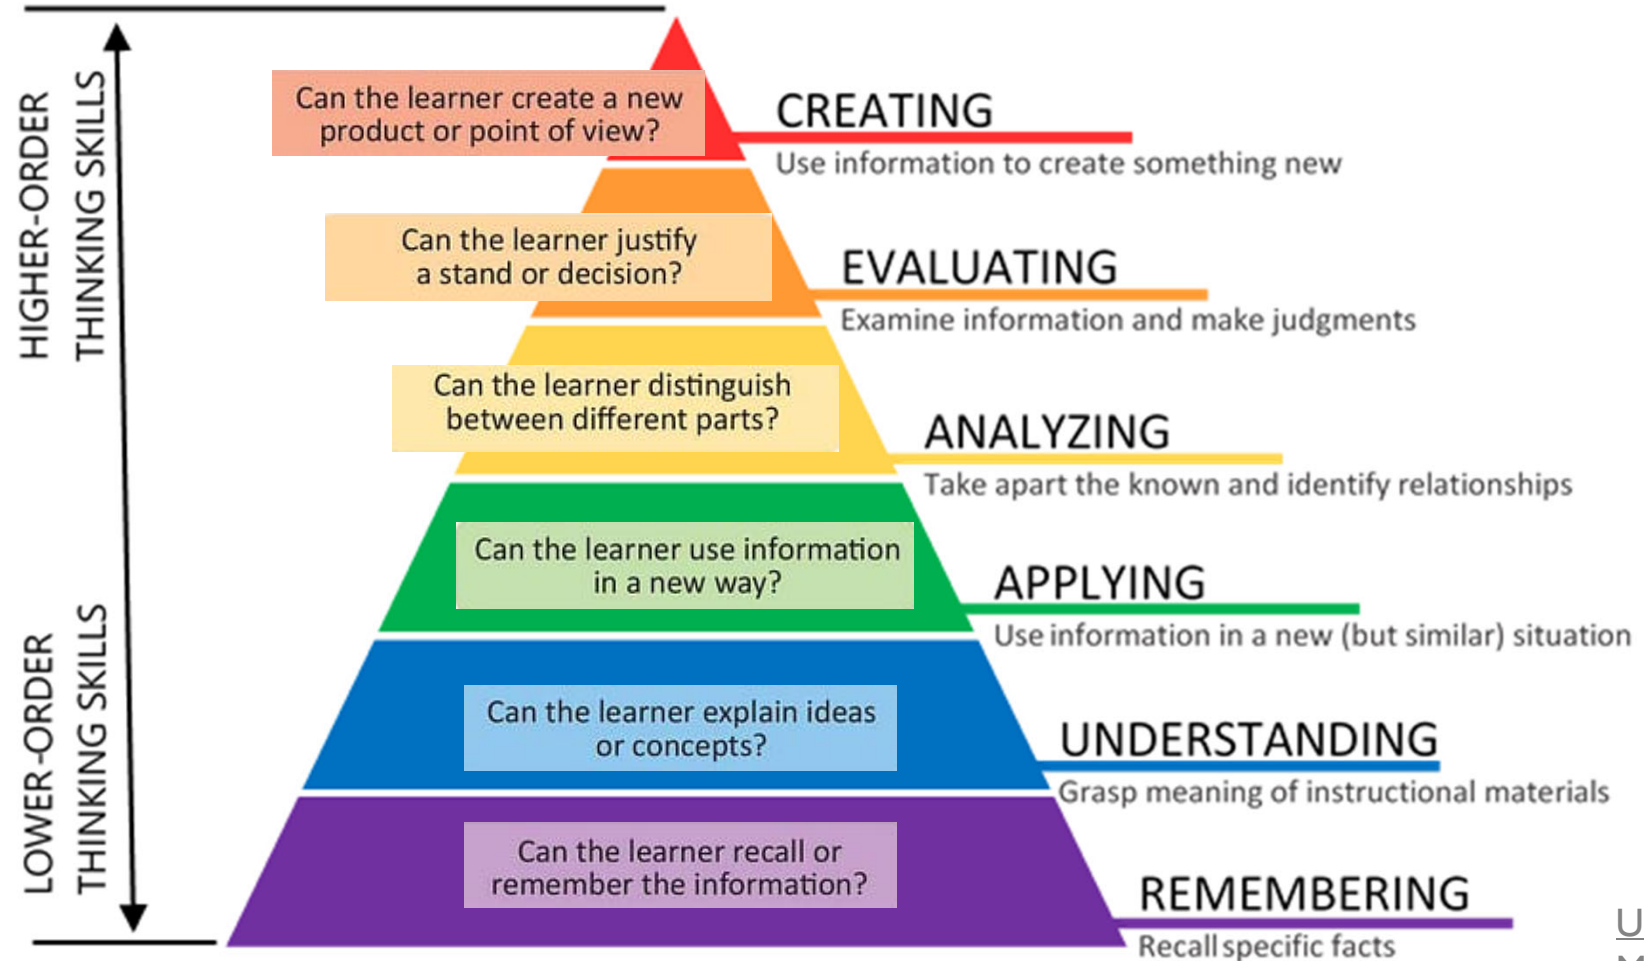 HIGHER-ORDER
THINKING SKILLS
LOWER-ORDER
THINKING SKILLS
Can the learner create a new
product or point of view?
CREATING
Use information to create something new
Can the learner justify
a stand or decision?
EVALUATING
Examine information and make judgments
Can the learner distinguish
between different parts?
ANALYZING
Take apart the known and identify relationships
Can the learner use information
in a new way?
APPLYING
Use information in a new (but similar) situation
Can the learner explain ideas
or concepts?
UNDERSTANDING
Grasp meaning of instructional materials
Can the learner recall or
remember the information?
REMEMBERING
Recall specific facts
U